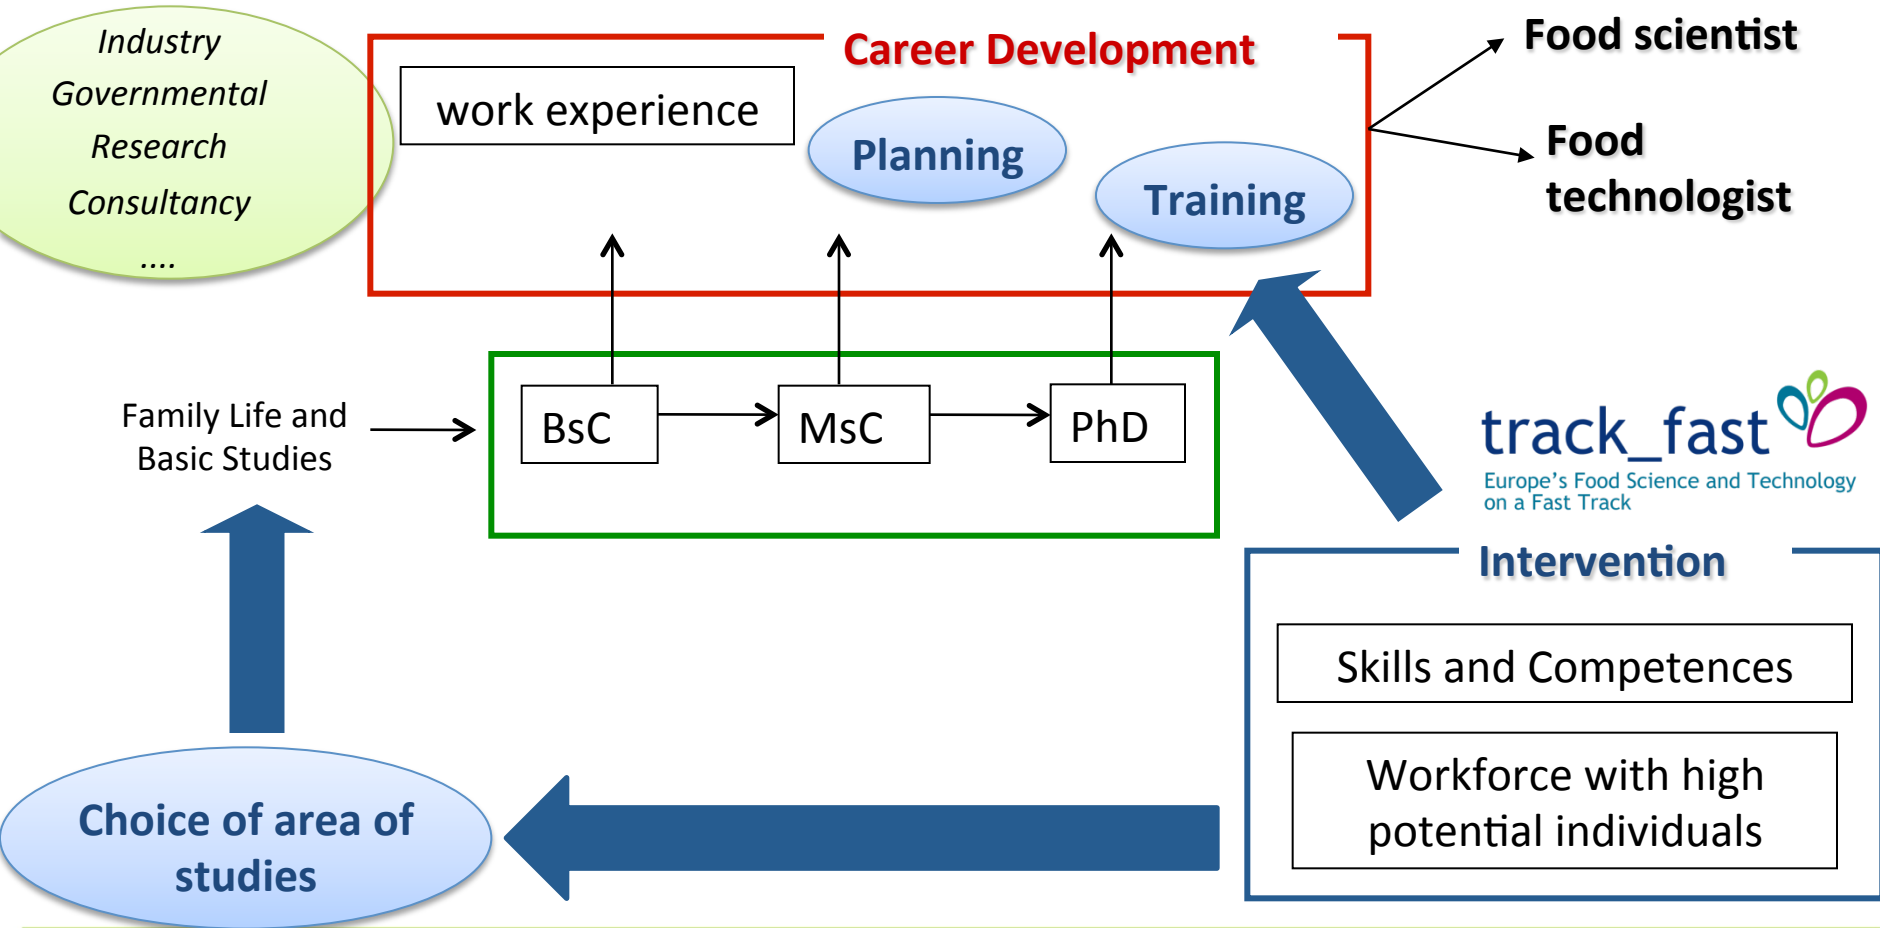 Industry
Governmental
Research
Consultancy
....
Career Development
work experience
Planning
Training
Food scientist
Food
technologist
Family Life and
Basic Studies
BsC
MsC
PhD
track_fast
Europe's Food Science and Technology
on a Fast Track
Intervention
Skills and Competences
Workforce with high
potential individuals
Choice of area of
studies